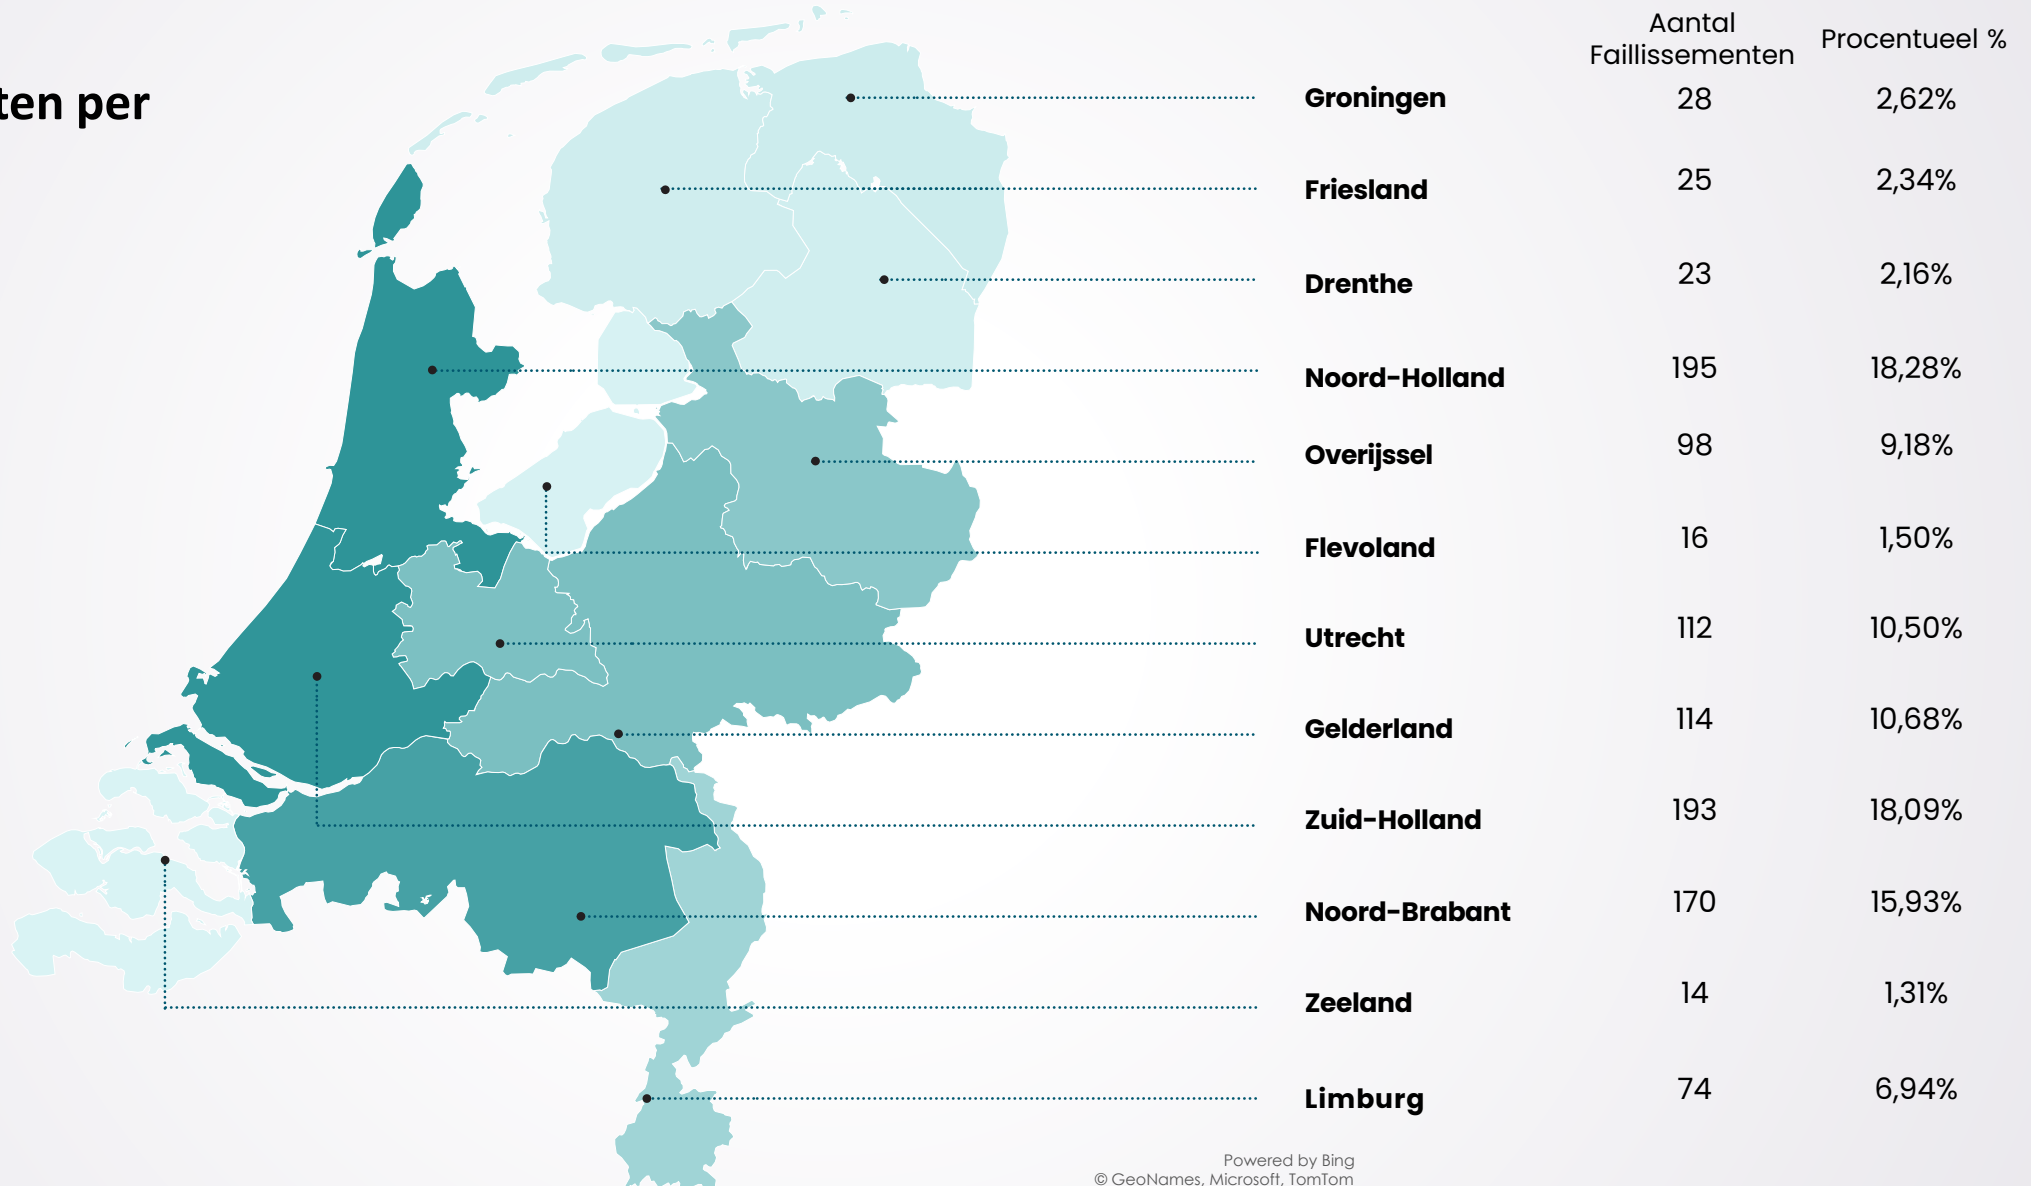 ten per
Aantal
Faillissementen
Procentueel %
Groningen 28 2,62%
Friesland 25 2,34%
Drenthe 23 2,16%
Noord-Holland 195 18,28%
Overijssel 98 9,18%
Flevoland 16 1,50%
Utrecht 112 10,50%
Gelderland 114 10,68%
Zuid-Holland 193 18,09%
Noord-Brabant 170 15,93%
Zeeland 14 1,31%
Limburg 74 6,94%
Powered by Bing
© GeoNames, Microsoft, TomTom